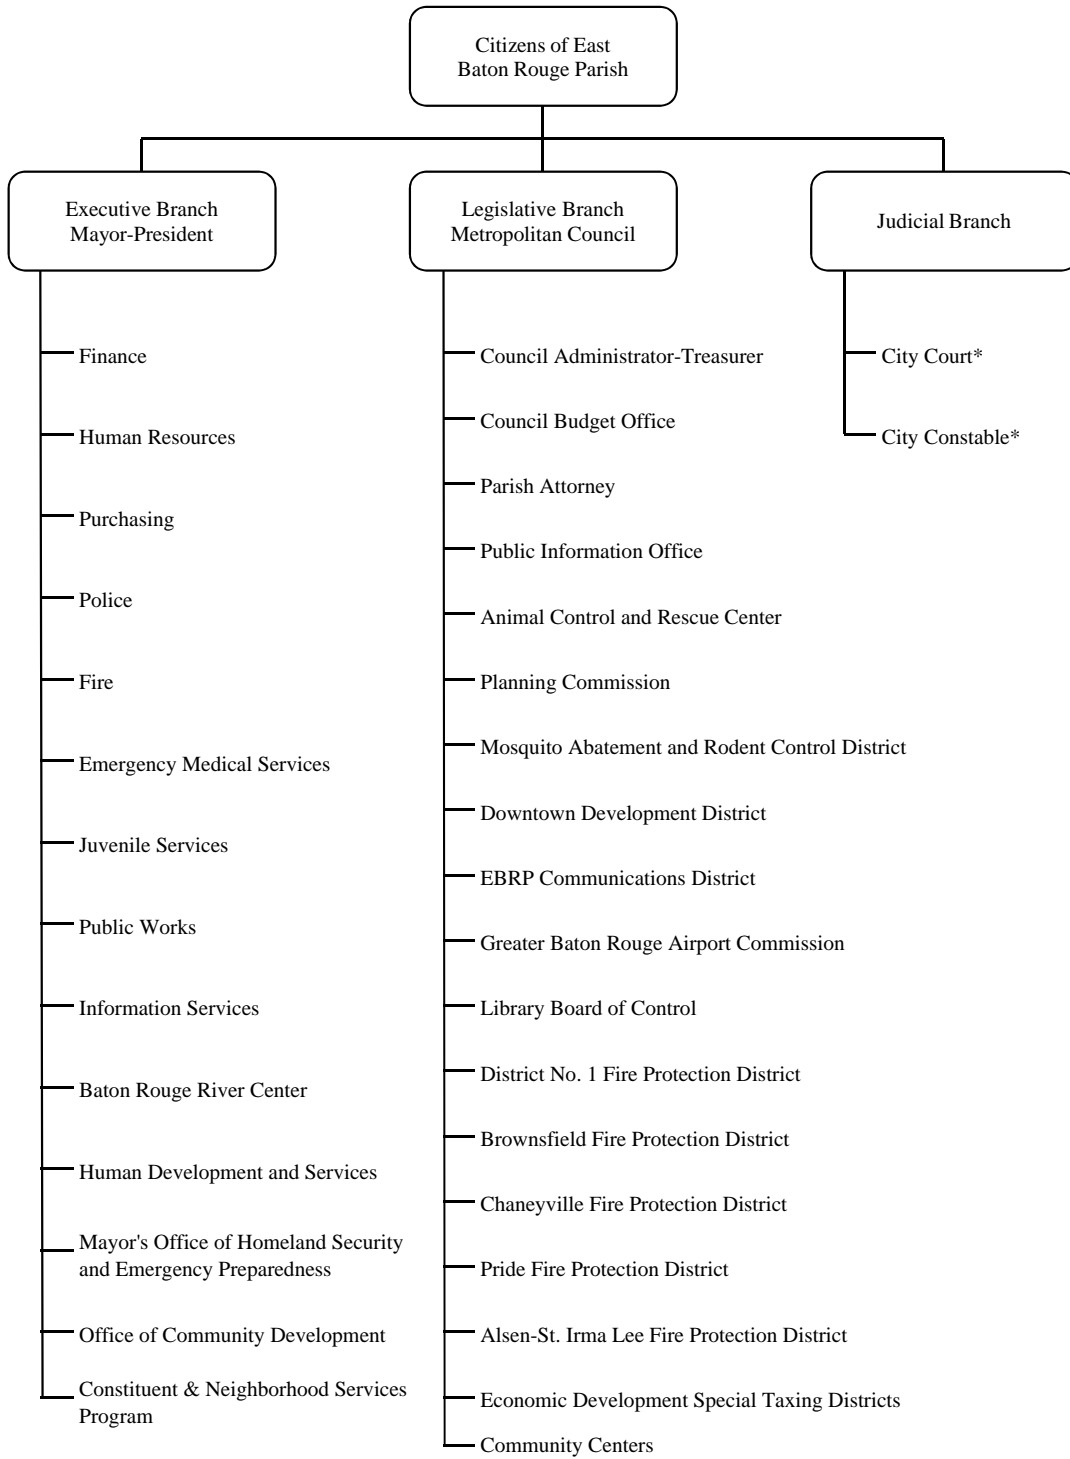 Citizens of East
Baton Rouge Parish
Executive Branch
Mayor-President
Legislative Branch
Metropolitan Council
Judicial Branch
Finance
Human Resources
Purchasing
Police
Fire
Emergency Medical Services
Juvenile Services
Public Works
Information Services
Baton Rouge River Center
Human Development and Services
Mayor's Office of Homeland Security
and Emergency Preparedness
Office of Community Development
Constituent & Neighborhood Services
Program
Council Administrator-Treasurer
Council Budget Office
Parish Attorney
Public Information Office
Animal Control and Rescue Center
Planning Commission
Mosquito Abatement and Rodent Control District
Downtown Development District
EBRP Communications District
Greater Baton Rouge Airport Commission
Library Board of Control
District No. 1 Fire Protection District
Brownsfield Fire Protection District
Chaneyville Fire Protection District
Pride Fire Protection District
Alsen-St. Irma Lee Fire Protection District
Economic Development Special Taxing Districts
Community Centers
City Court*
City Constable*